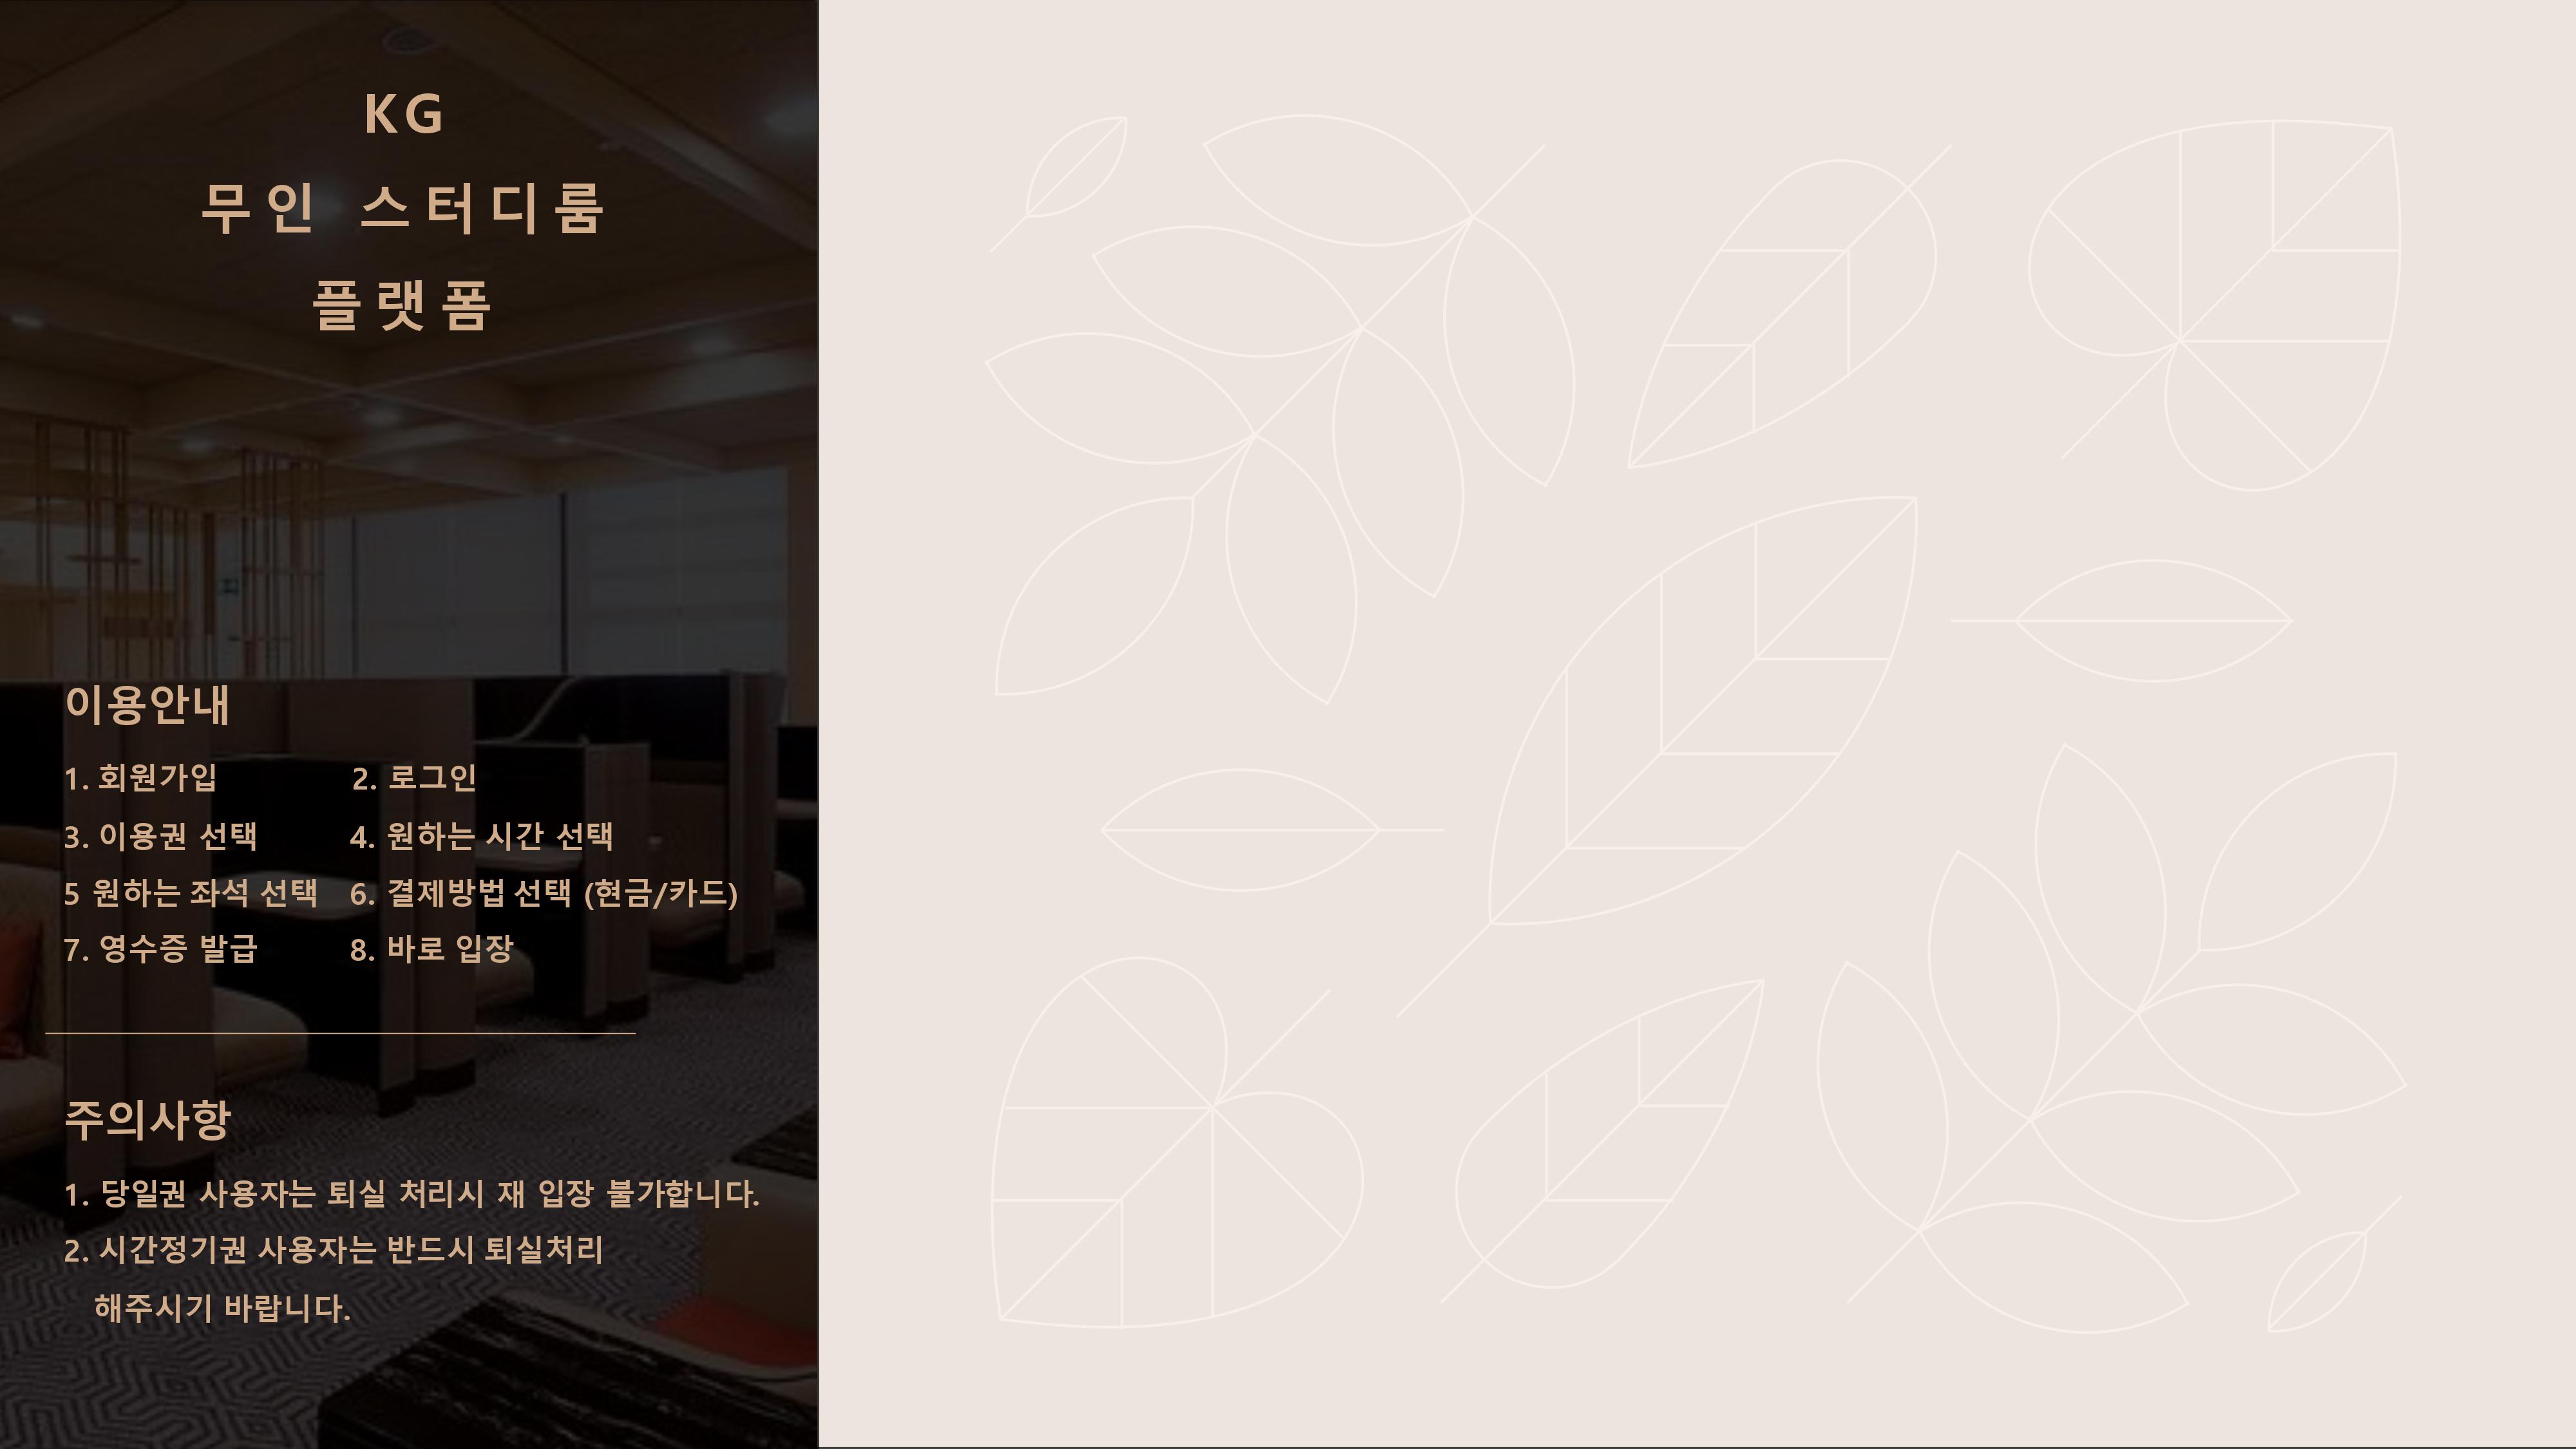 KG
무인 스터디룸
플랫폼
이용안내
1. 회원가입 2. 로그인
3. 이용권 선택 4. 원하는 시간 선택
5 원하는 좌석 선택 6. 결제방법 선택 (현금/카드)
7. 영수증 발급 8. 바로 입장
주의사항
1. 당일권 사용자는 퇴실 처리시 재 입장 불가합니다.
2. 시간정기권 사용자는 반드시 퇴실처리
해주시기 바랍니다.